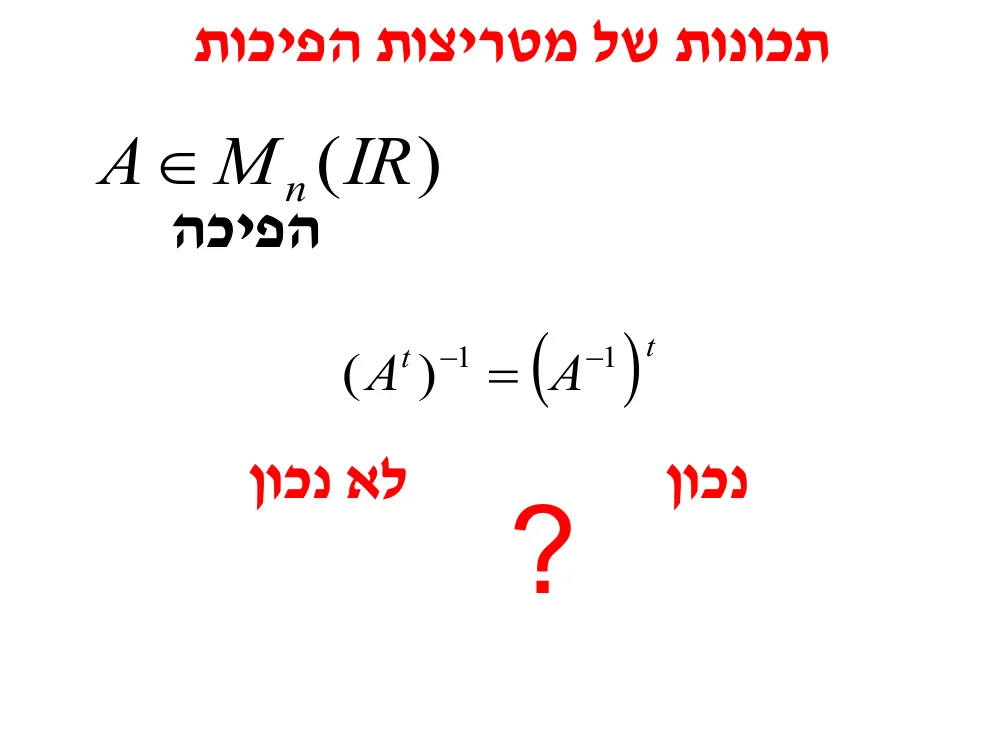 תכונות של מטריצות הפיכות
A ∈ M_n (IR)
הפיכה
(A^t)^{-1} = (A^{-1})^t
נכון לא נכון
?